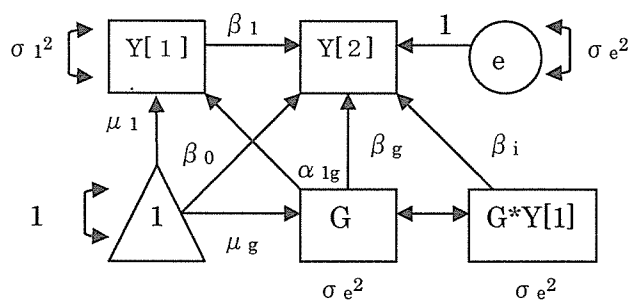 σ 1² Y[1] β 1 Y[2] 1 e σ e²
μ 1 β 0 α 1g β g β i
1 1 μ g G G*Y[1]
σ e² σ e²